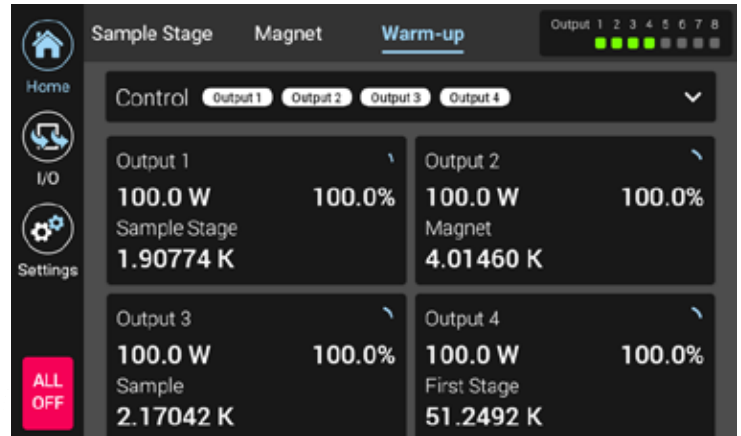 Sample Stage Magnet Warm-up Output 1 2 3 4 5 6 7 8
Home
Control Output 1 Output 2 Output 3 Output 4
I/O
Settings
ALL
OFF
Output 1
100.0 W 100.0%
Sample Stage
1.90774 K
Output 2
100.0 W 100.0%
Magnet
4.01460 K
Output 3
100.0 W 100.0%
Sample
2.17042 K
Output 4
100.0 W 100.0%
First Stage
51.2492 K